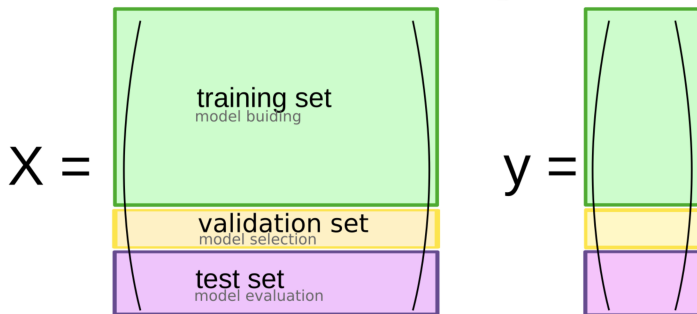 training set
model buiding
X =
y =
validation set
model selection
test set
model evaluation